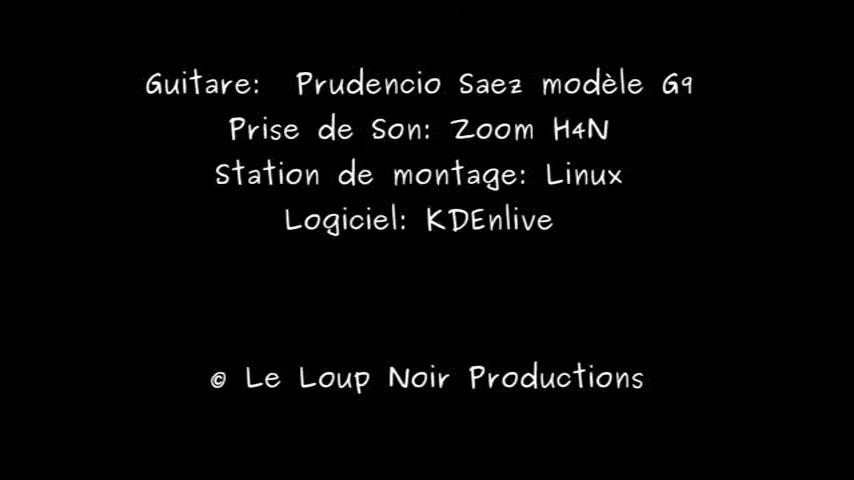 Guitare: Prudencio Saez modèle G9
Prise de Son: Zoom H4N
Station de montage: Linux
Logiciel: KDEnlive
© Le Loup Noir Productions